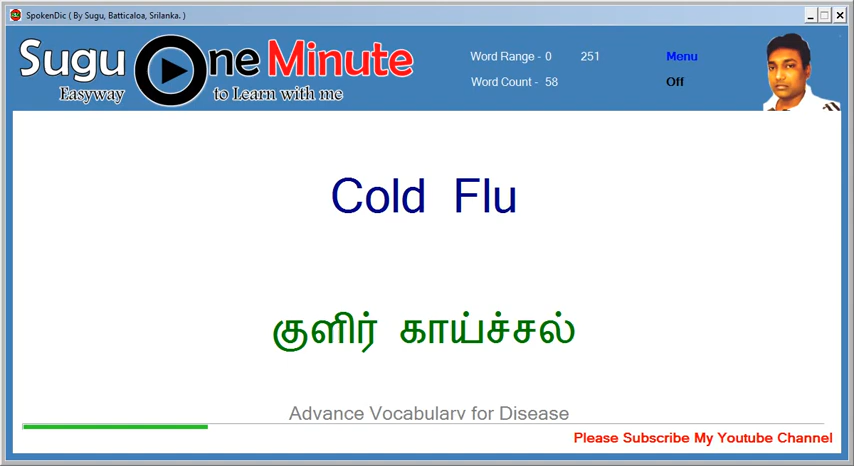 SpokenDic ( By Sugu, Batticaloa, Srilanka. )
Sugu One Minute
Easyway to Learn with me
Word Range - 0 251
Word Count - 58
Menu
Off
Cold Flu
குளிர் காய்ச்சல்
Advance Vocabulary for Disease
Please Subscribe My Youtube Channel